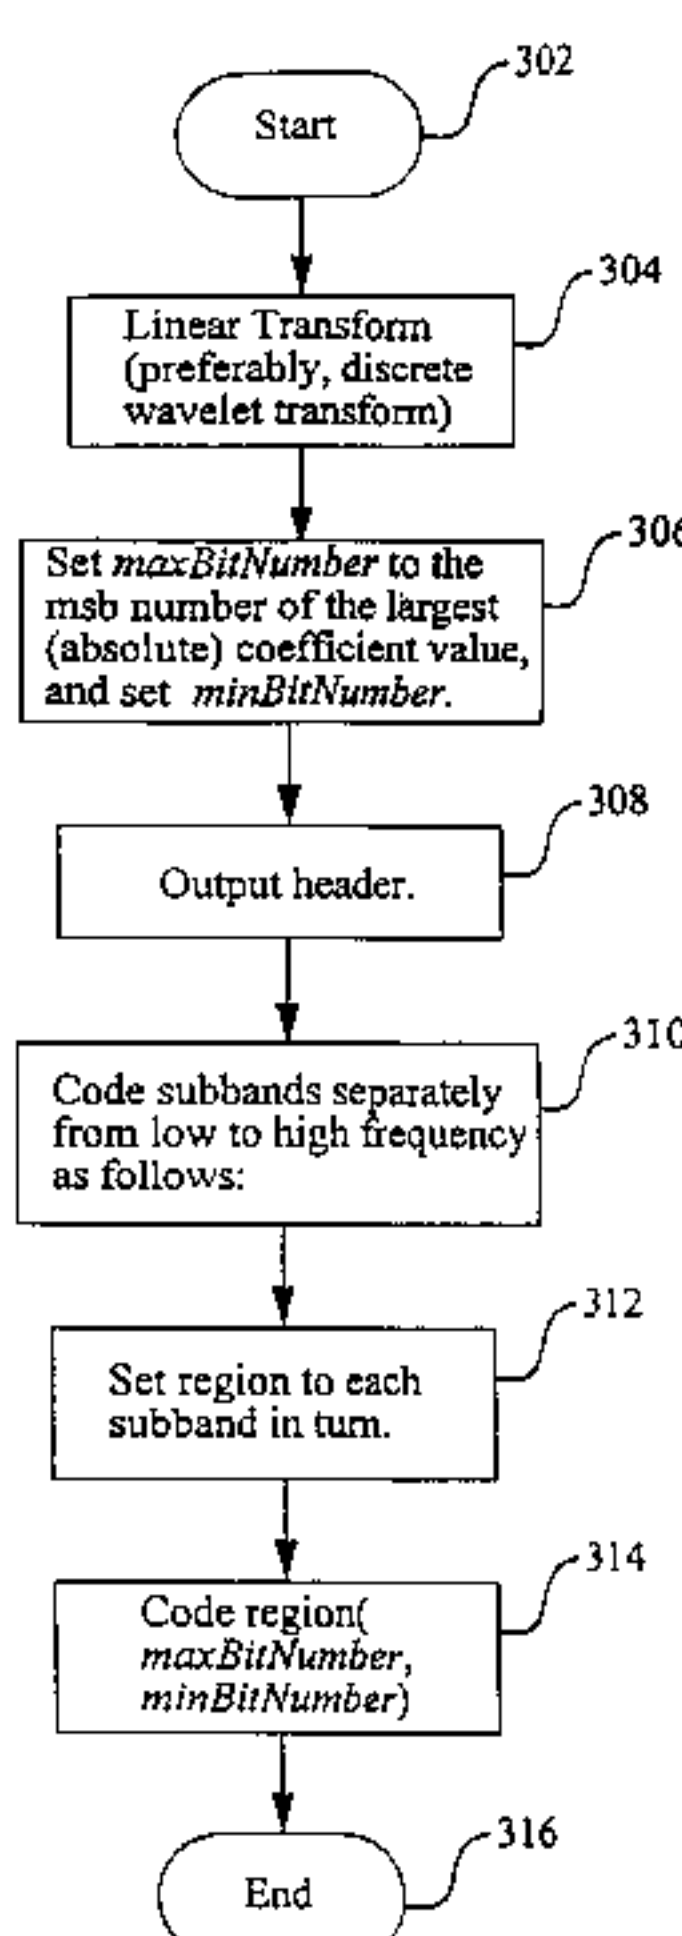 302
Start
304
Linear Transform
(preferably, discrete
wavelet transform)
306
Set maxBitNumber to the
msb number of the largest
(absolute) coefficient value,
and set minBitNumber.
308
Output header.
310
Code subbands separately
from low to high frequency
as follows:
312
Set region to each
subband in turn.
314
Code region(
maxBitNumber,
minBitNumber)
316
End